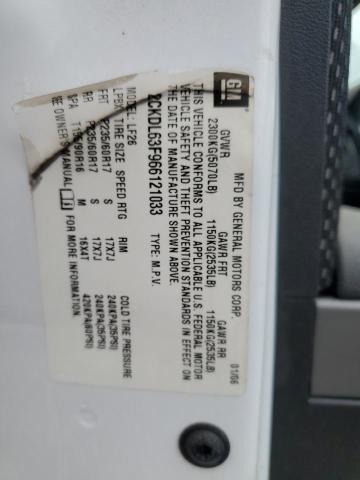 GM
MFD BY GENERAL MOTORS CORP. 01/06
GVWR GAWR FRT GAWR RR
2300KG(5070LB) 1150KG(2535LB) 1150KG(2535LB)
THIS VEHICLE CONFORMS TO ALL APPLICABLE U.S. FEDERAL MOTOR
VEHICLE SAFETY AND THEFT PREVENTION STANDARDS IN EFFECT ON
THE DATE OF MANUFACTURE SHOWN ABOVE.
2CKDL63F966121033 TYPE: M.P.V.
MODEL: LF26
LPBX TIRE SIZE SPEED RTG RIM COLD TIRE PRESSURE
FRT P235/60R17 S 17X7J 240KPA(35PSI)
RR P235/60R17 S 17X7J 240KPA(35PSI)
SPA T155/90R16 M 16X4T 420KPA(60PSI)
SEE OWNER'S MANUAL FOR MORE INFORMATION.